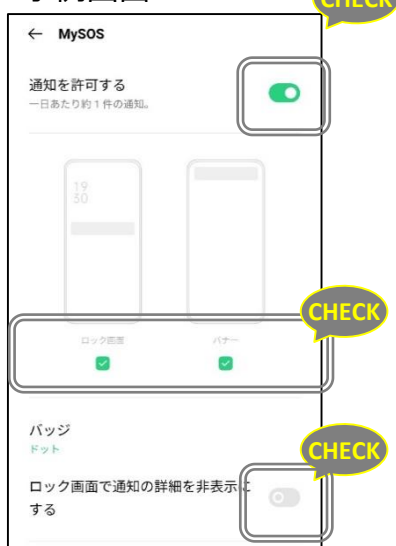 CHECK
← MySOS
通知を許可する
一日あたり約1件の通知。
19
30
CHECK
ロック画面
バナー
バッジ
ドット
CHECK
ロック画面で通知の詳細を非表示に
する